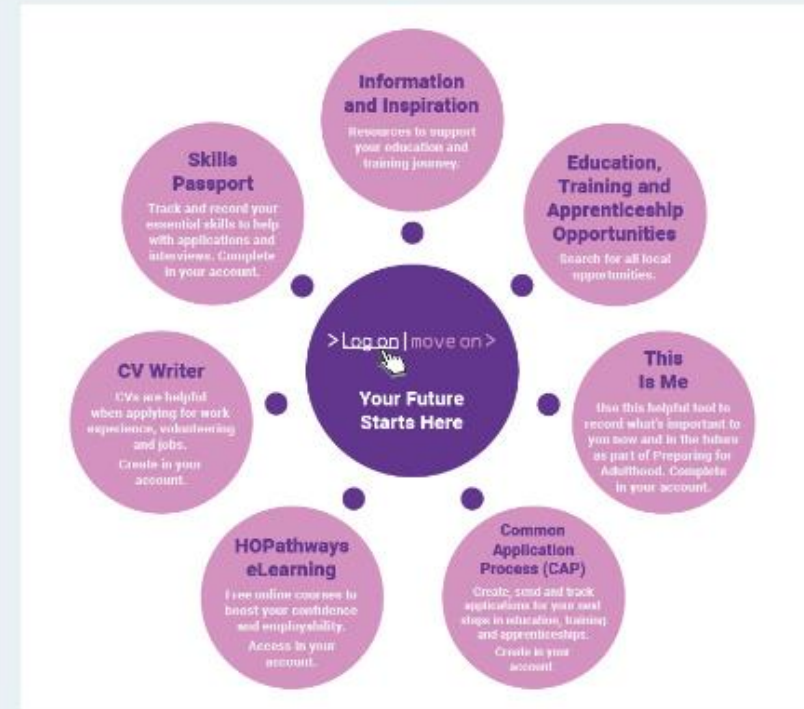 Information
and Inspiration
Resources to support
your education and
training journey.
Education,
Training and
Apprenticeship
Opportunities
Search for all local
opportunities.
This
Is Me
Use this helpful tool to
record what's important to
you now and in the future
as part of Preparing for
Adulthood. Complete
in your account.
Common
Application
Process (CAP)
Create, send and track
applications for your next
steps in education, training
and apprenticeships.
Create in your
account
HOPathways
eLearning
Free online courses to
boost your confidence
and employability.
Access in your
account.
CV Writer
CVs are helpful
when applying for work
experience, volunteering
and jobs.
Create in your
account.
Skills
Passport
Track and record your
essential skills to help
with applications and
interviews. Complete
in your account.
>Log on|move on>
Your Future
Starts Here